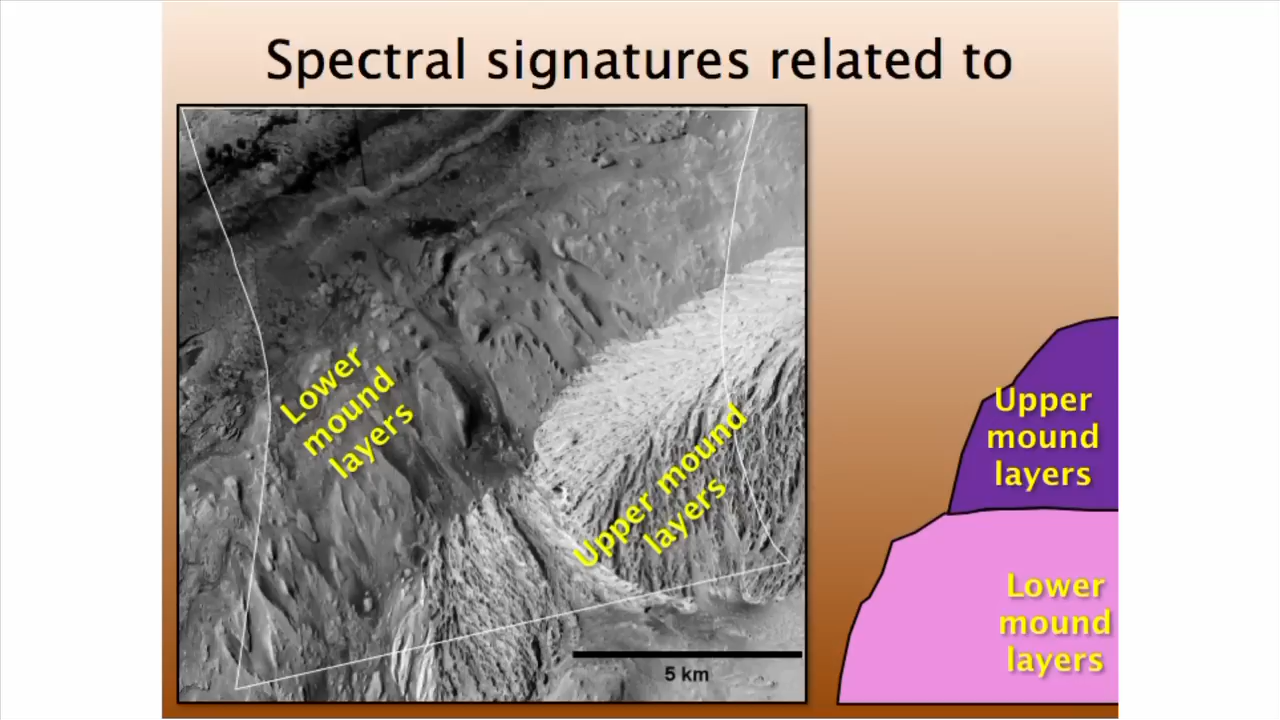 Spectral signatures related to
Lower
mound
layers
Upper mound
layers
5 km
Upper
mound
layers
Lower
mound
layers